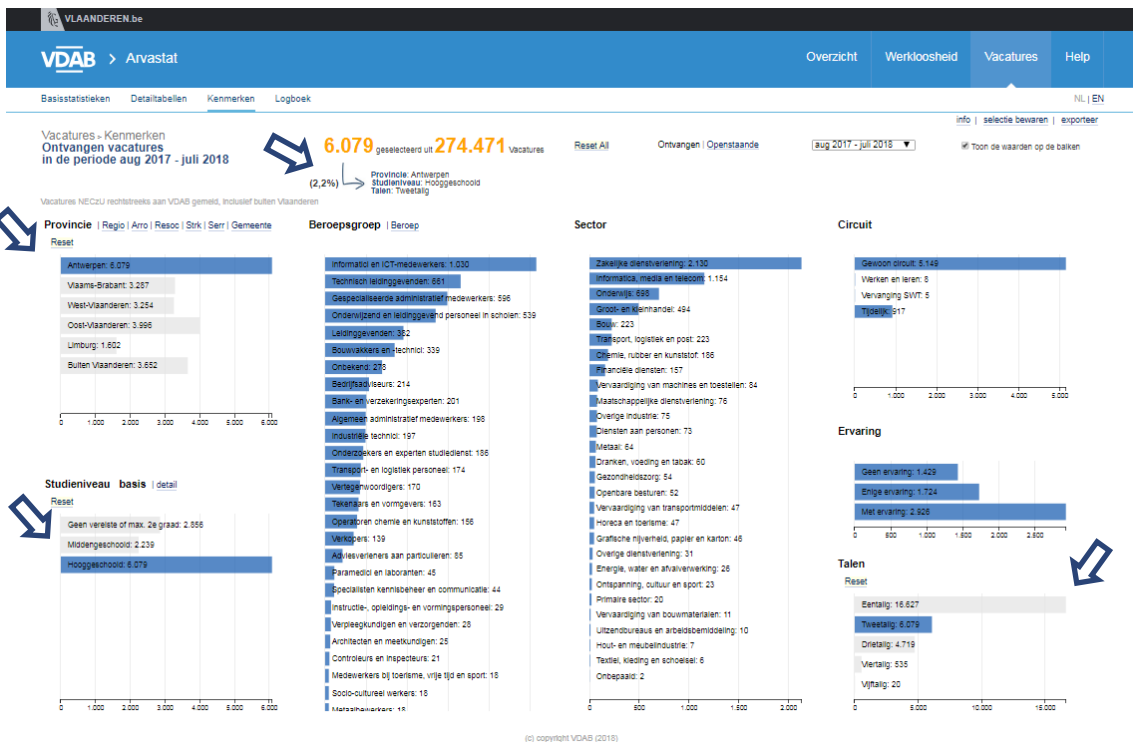 VLAANDEREN.be
VDAB > Arvastat
Overzicht Werkloosheid Vacatures Help
Basisstatistieken Detailtabellen Kenmerken Logboek
NL | EN
info | selectie bewaren | exporteer
Vacatures - Kenmerken
Ontvangen vacatures
in de periode aug 2017 - juli 2018
6.079 geselecteerd uit 274.471 Vacatures
Reset All
Ontvangen | Openstaande
aug 2017 - juli 2018
Toon de waarden op de balken
(2,2%)
Provincie: Antwerpen
Studieniveau: Hooggeschoold
Talen: Tweetalig
Vacatures NECzU rechtstreeks aan VDAB gemeld, inclusief buiten Vlaanderen
Provincie | Regio | Arro | Resoc | Strk | Serr | Gemeente
Reset
Antwerpen: 6.079
Vlaams-Brabant: 3.287
West-Vlaanderen: 3.254
Oost-Vlaanderen: 3.996
Limburg: 1.602
Buiten Vlaanderen: 3.652
0 1.000 2.000 3.000 4.000 5.000 6.000
Studieniveau basis | detail
Reset
Geen vereiste of max. 2e graad: 2.856
Middengeschoold: 2.239
Hooggeschoold: 6.079
0 1.000 2.000 3.000 4.000 5.000 6.000
Beroepsgroep | Beroep
Informatici en ICT-medewerkers: 1.030
Technisch leidinggevenden: 661
Gespecialiseerde administratief medewerkers: 596
Onderwijzend en leidinggevend personeel in scholen: 539
Leidinggevenden: 382
Bouwvakkers en -technici: 339
Onbekend: 278
Bedrijfsadviseurs: 214
Bank- en verzekeringsexperten: 201
Algemeen administratief medewerkers: 198
Industriële technici: 197
Onderzoekers en experten studiedienst: 186
Transport- en logistiek personeel: 174
Vertegenwoordigers: 170
Tekenaars en vormgevers: 163
Operatoren chemie en kunststoffen: 156
Verkopers: 139
Adviesverleners aan particulieren: 85
Paramedici en laboranten: 45
Specialisten kennisbeheer en communicatie: 44
Instructie-, opleidings- en vormingspersoneel: 29
Verpleegkundigen en verzorgenden: 28
Architecten en meetkundigen: 25
Controleurs en inspecteurs: 21
Medewerkers bij toerisme, vrije tijd en sport: 18
Socio-cultureel werkers: 18
Metaalbewerkers: 18
Sector
Zakelijke dienstverlening: 2.130
Informatica, media en telecom: 1.154
Onderwijs: 698
Groot- en kleinhandel: 494
Bouw: 223
Transport, logistiek en post: 223
Chemie, rubber en kunststof: 186
Financiële diensten: 157
Vervaardiging van machines en toestellen: 84
Maatschappelijke dienstverlening: 76
Overige industrie: 75
Diensten aan personen: 73
Metaal: 64
Dranken, voeding en tabak: 60
Gezondheidszorg: 54
Openbare besturen: 52
Vervaardiging van transportmiddelen: 47
Horeca en toerisme: 47
Grafische nijverheid, papier en karton: 46
Overige dienstverlening: 31
Energie, water en afvalverwerking: 26
Ontspanning, cultuur en sport: 23
Primaire sector: 20
Vervaardiging van bouwmaterialen: 11
Uitzendbureaus en arbeidsbemiddeling: 10
Hout- en meubelindustrie: 7
Textiel, kleding en schoeisel: 6
Onbepaald: 2
0 500 1.000 1.500 2.000
Circuit
Gewoon circuit: 5.149
Werken en leren: 8
Vervanging SWT: 5
Tijdelijk: 917
0 1.000 2.000 3.000 4.000 5.000
Ervaring
Geen ervaring: 1.429
Enige ervaring: 1.724
Met ervaring: 2.926
0 500 1.000 1.500 2.000 2.500
Talen
Reset
Eentalig: 16.627
Tweetalig: 6.079
Drietalig: 4.719
Viertalig: 535
Vijftalig: 20
0 5.000 10.000 15.000
(c) copyright VDAB (2018)